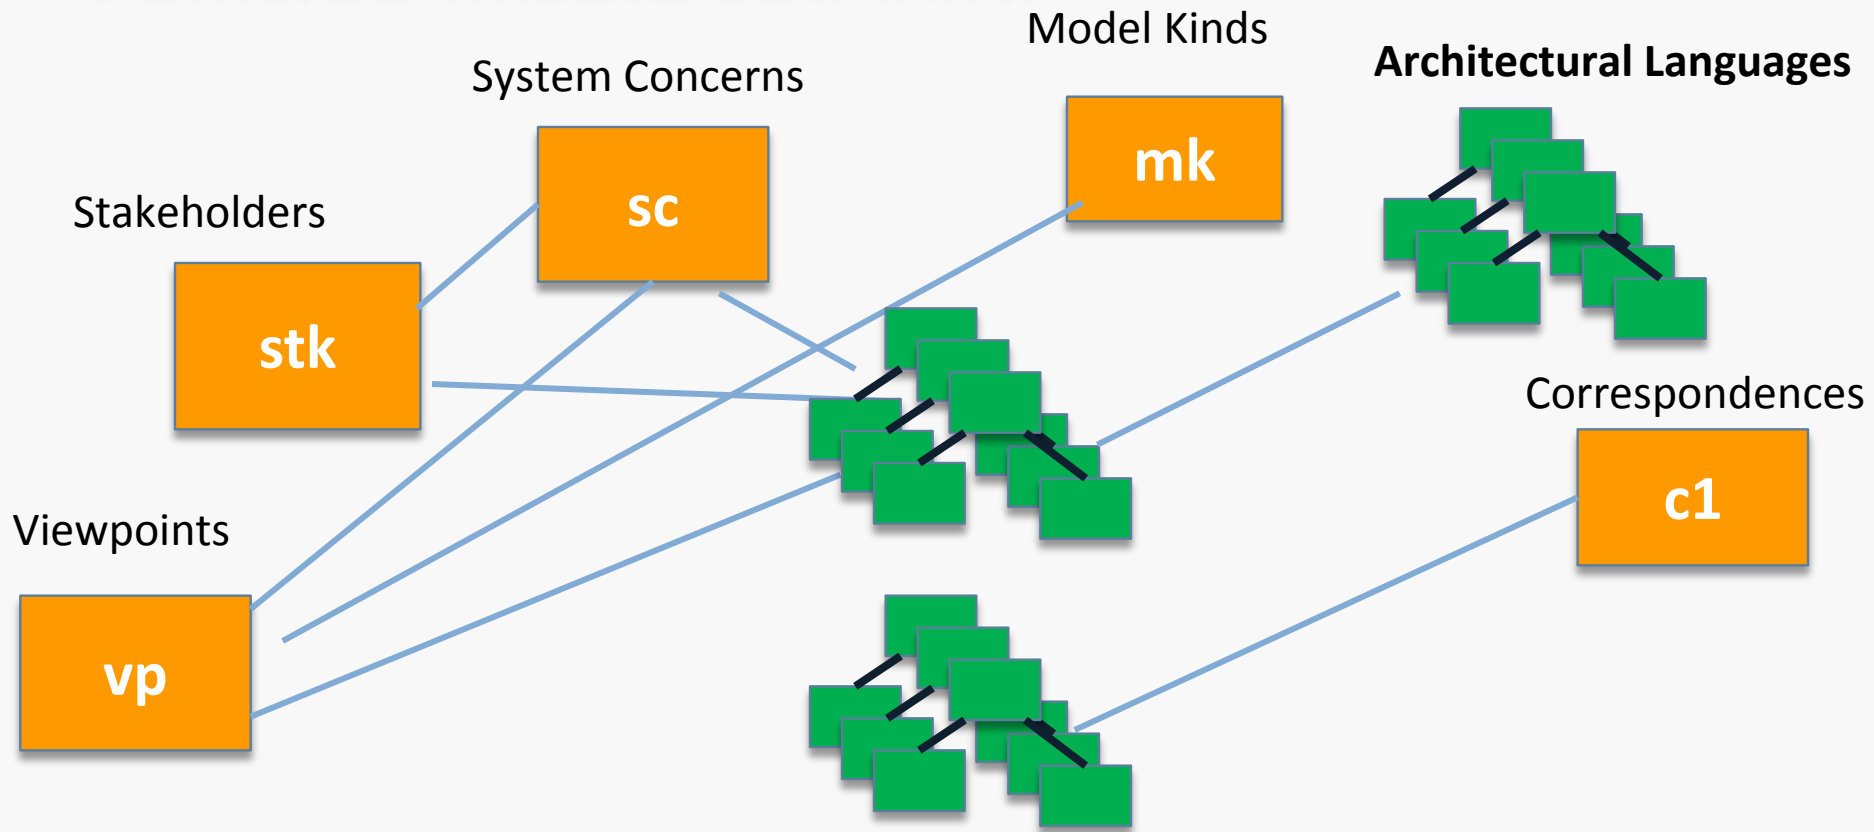 Model Kinds
Architectural Languages
System Concerns
mk
sc
Stakeholders
stk
Correspondences
c1
Viewpoints
vp